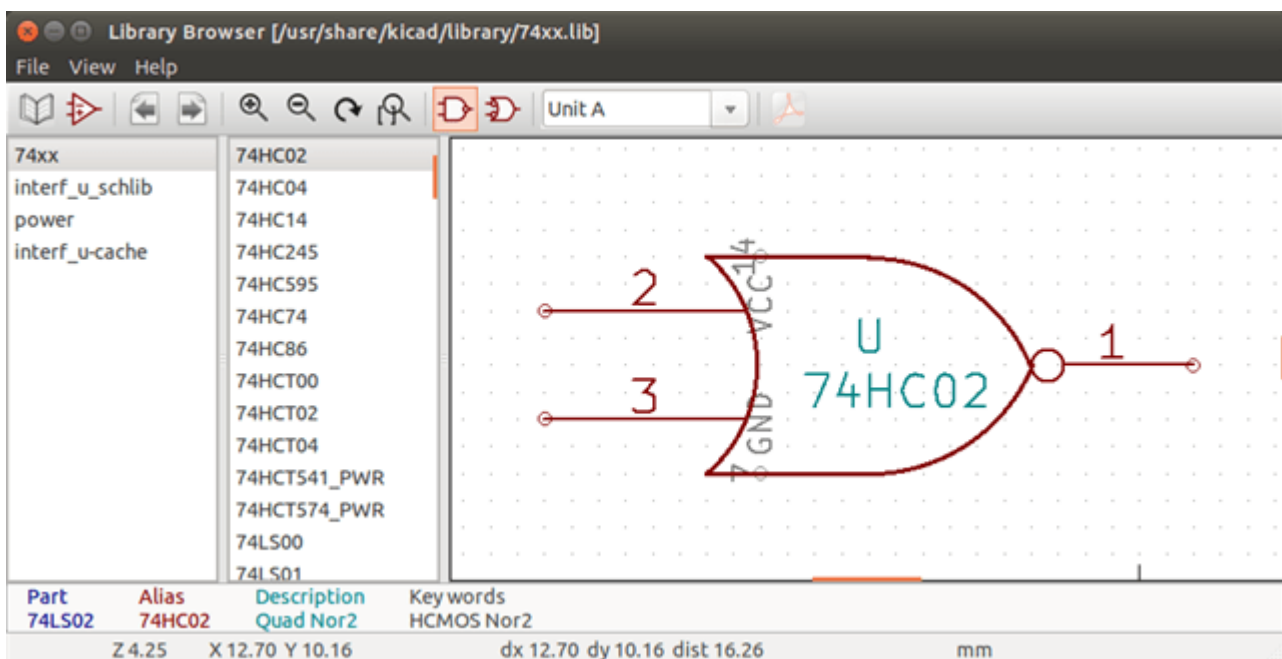 Library Browser [/usr/share/kicad/library/74xx.lib]
File View Help
Unit A
74xx
interf_u_schlib
power
interf_u-cache
74HC02
74HC04
74HC14
74HC245
74HC595
74HC74
74HC86
74HCT00
74HCT02
74HCT04
74HCT541_PWR
74HCT574_PWR
74LS00
74LS01
14
VCC
2
3
U
74HC02
1
GND
7
Part Alias Description Key words
74LS02 74HC02 Quad Nor2 HCMOS Nor2
Z 4.25 X 12.70 Y 10.16 dx 12.70 dy 10.16 dist 16.26 mm